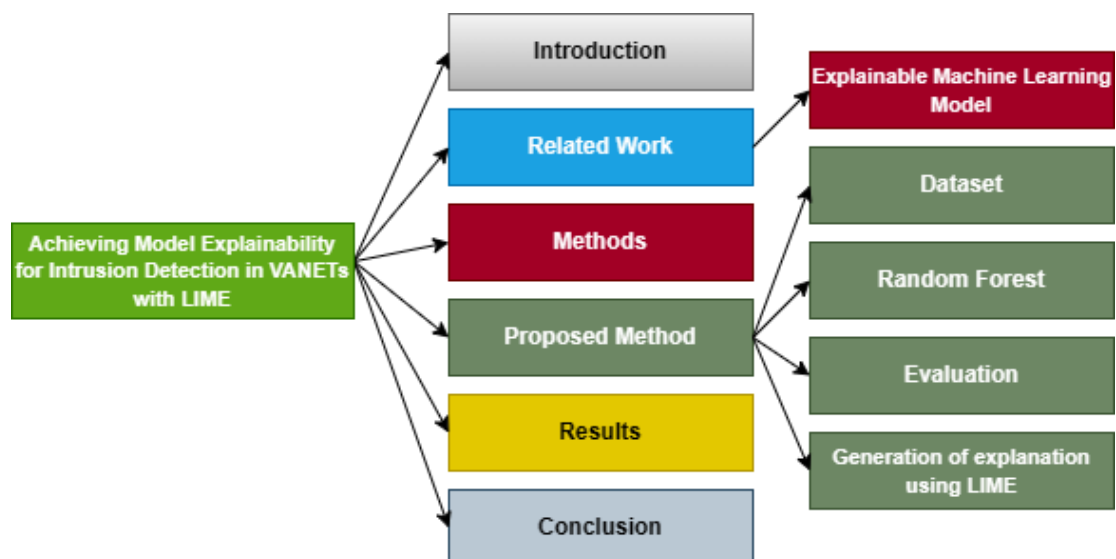 Achieving Model Explainability
for Intrusion Detection in VANETs
with LIME
Introduction
Related Work
Methods
Proposed Method
Results
Conclusion
Explainable Machine Learning
Model
Dataset
Random Forest
Evaluation
Generation of explanation
using LIME